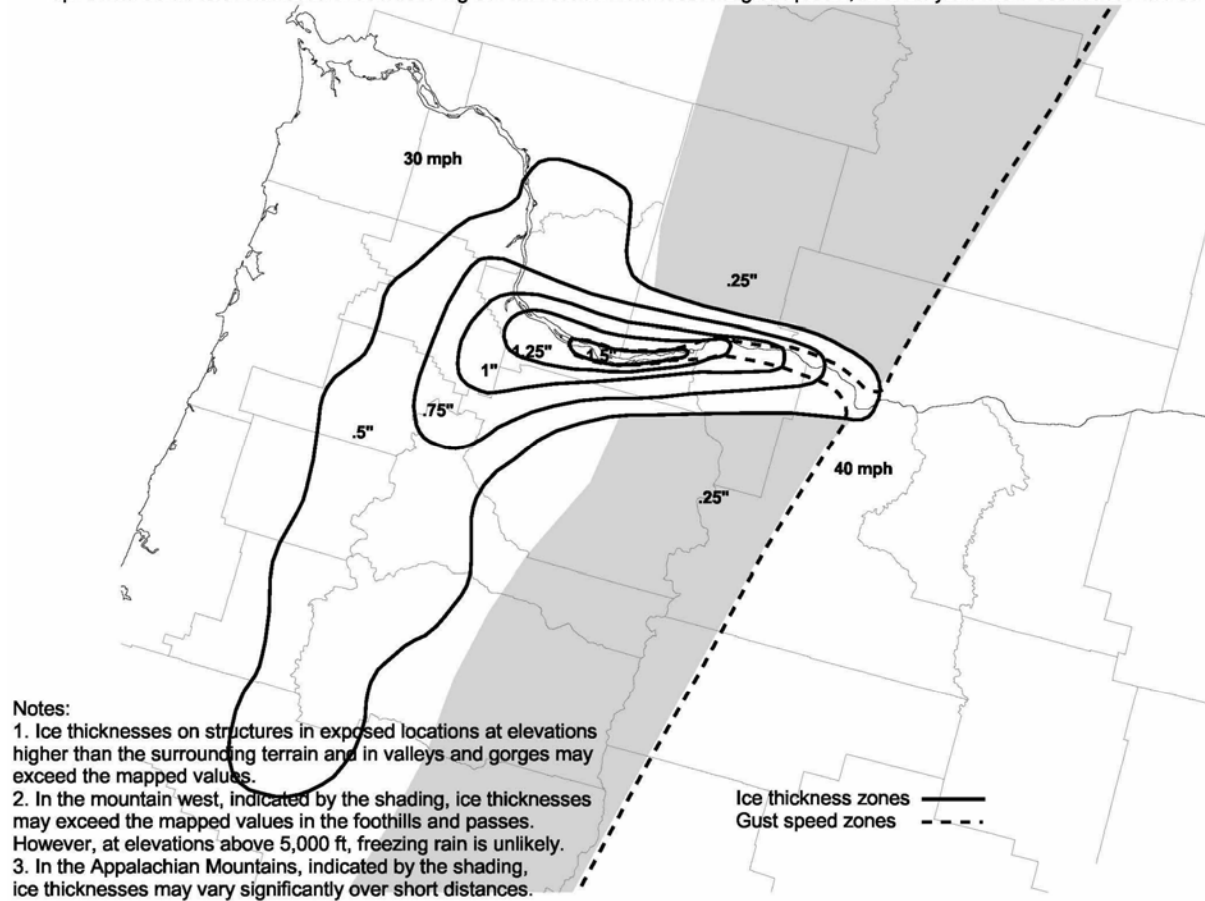 30 mph
.25"
1.25"
1.5"
1"
.75"
.5"
40 mph
.25"
Notes:
1. Ice thicknesses on structures in exposed locations at elevations
higher than the surrounding terrain and in valleys and gorges may
exceed the mapped values.
2. In the mountain west, indicated by the shading, ice thicknesses
may exceed the mapped values in the foothills and passes.
However, at elevations above 5,000 ft, freezing rain is unlikely.
3. In the Appalachian Mountains, indicated by the shading,
ice thicknesses may vary significantly over short distances.
Ice thickness zones
Gust speed zones